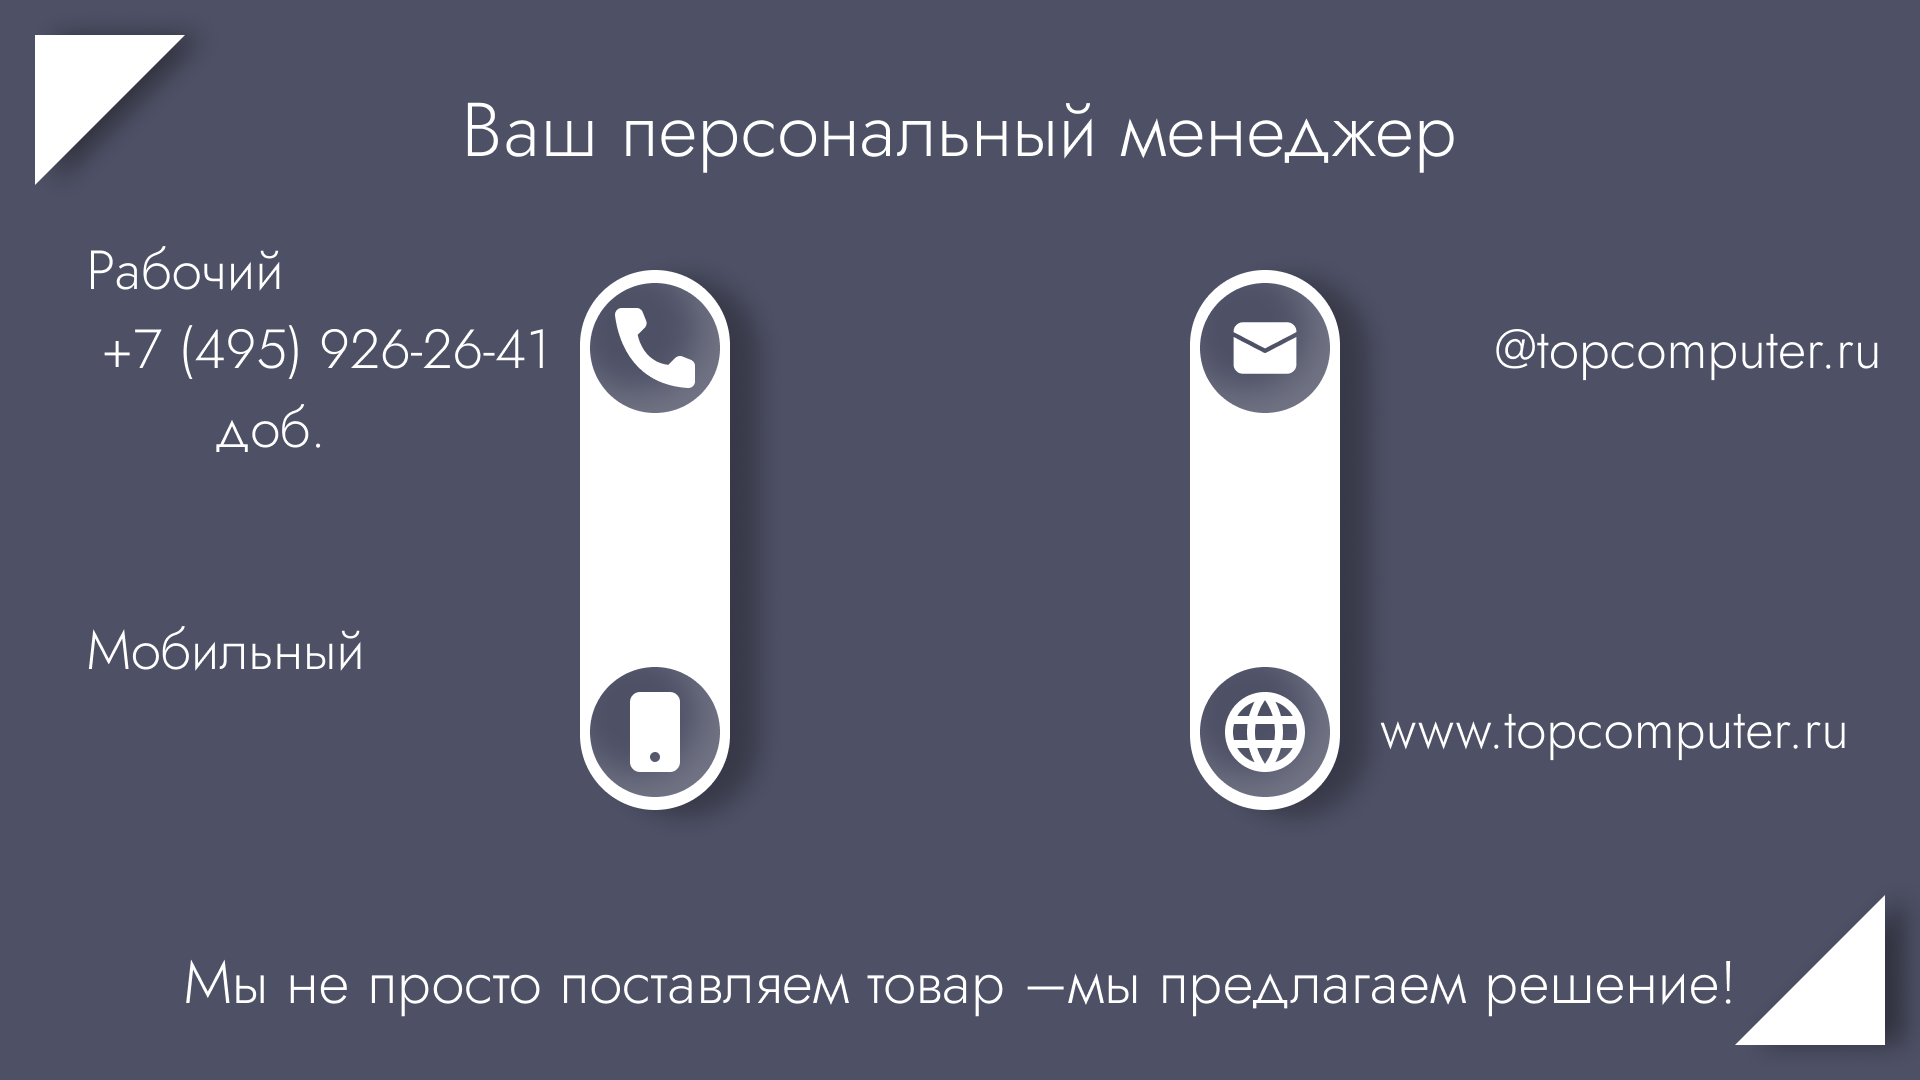 Ваш персональный менеджер
Рабочий
+7 (495) 926-26-41
доб.
@topcomputer.ru
Мобильный
www.topcomputer.ru
Мы не просто поставляем товар –мы предлагаем решение!